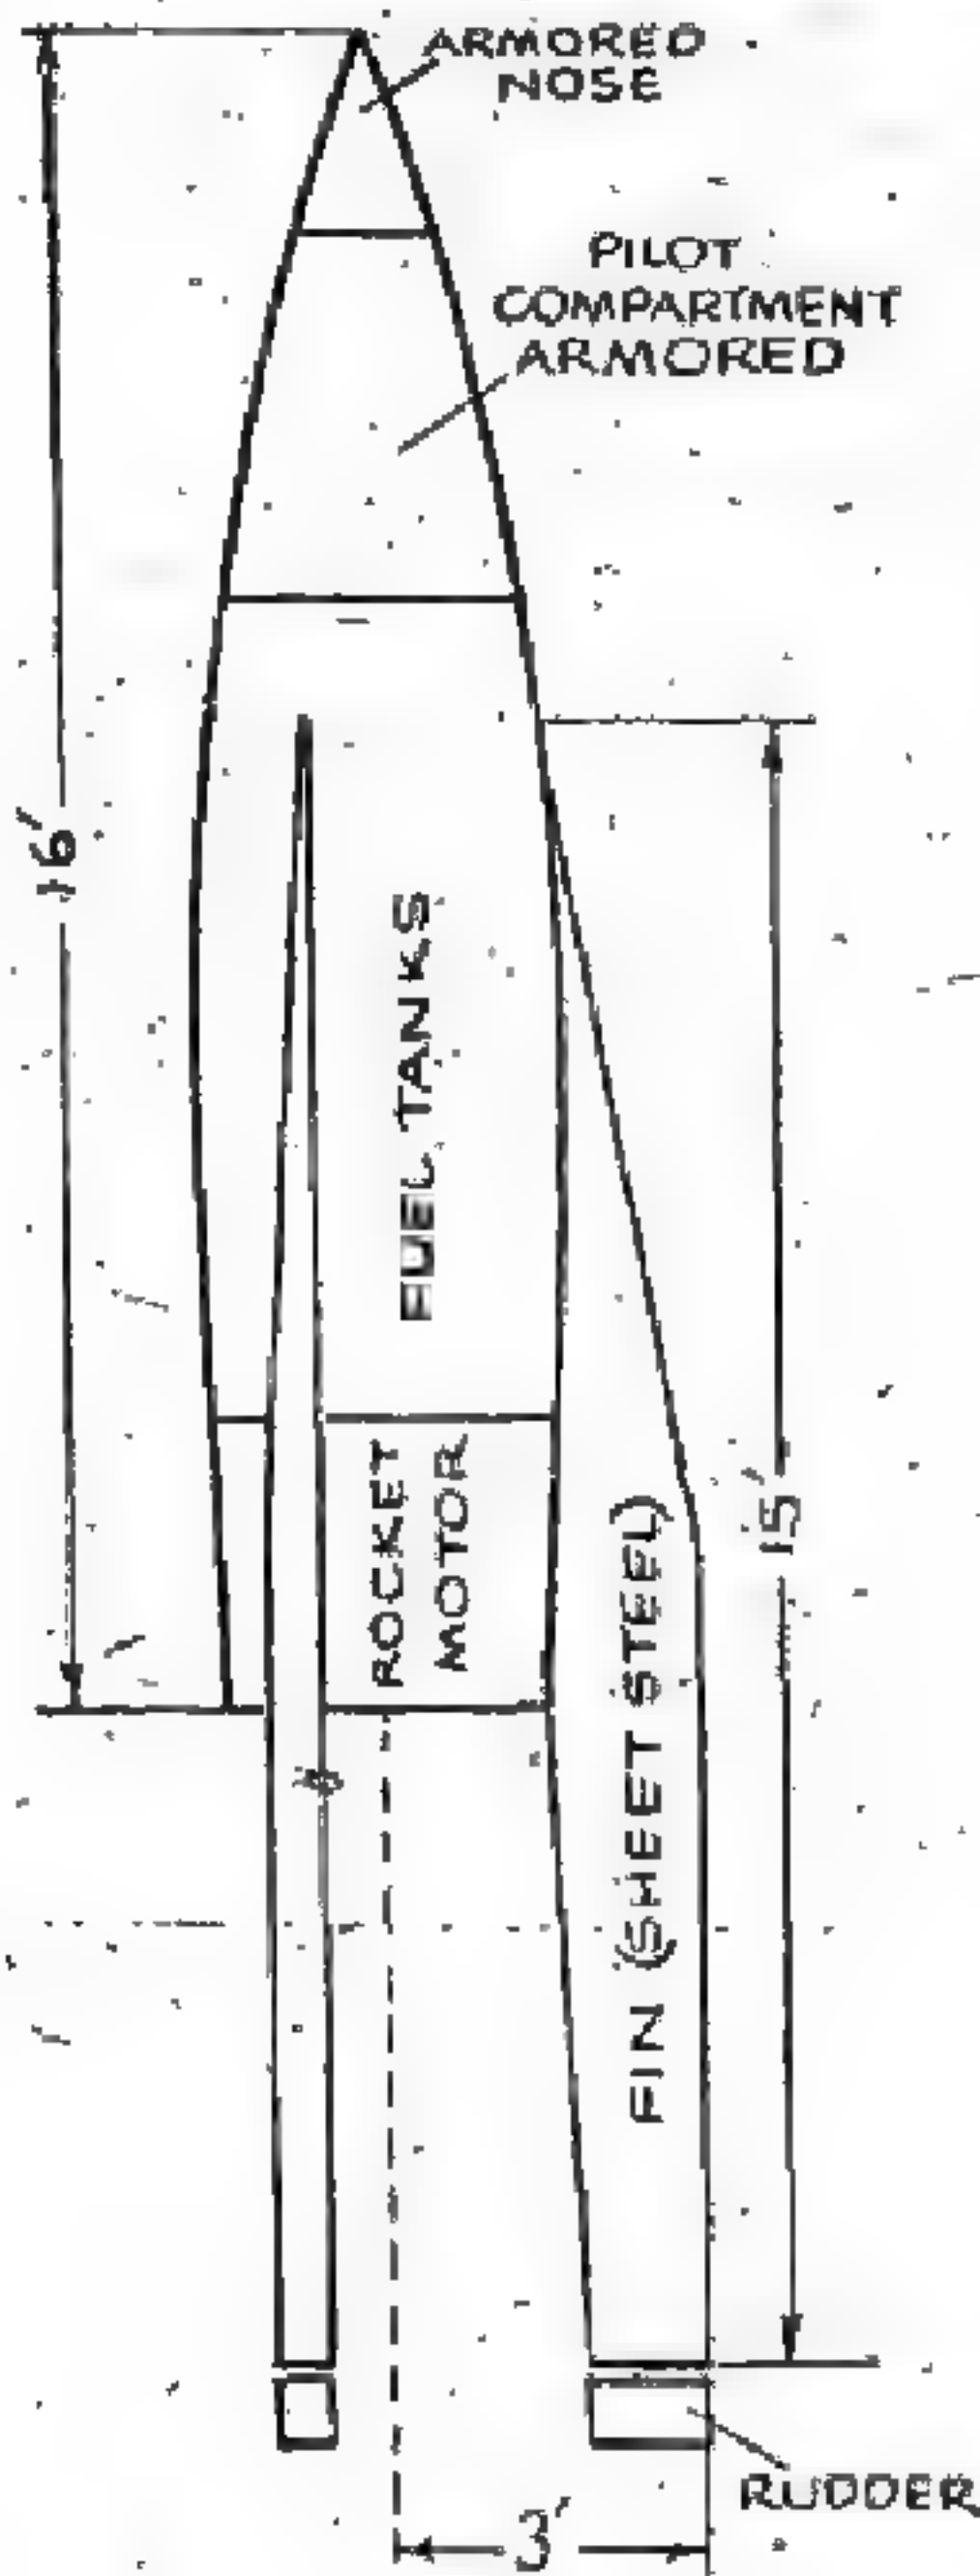 ARMORED
NOSE
PILOT
COMPARTMENT
ARMORED
16'
FUEL TANKS
ROCKET
MOTOR
15'
FIN (SHEET STEEL)
RUDDER
3'